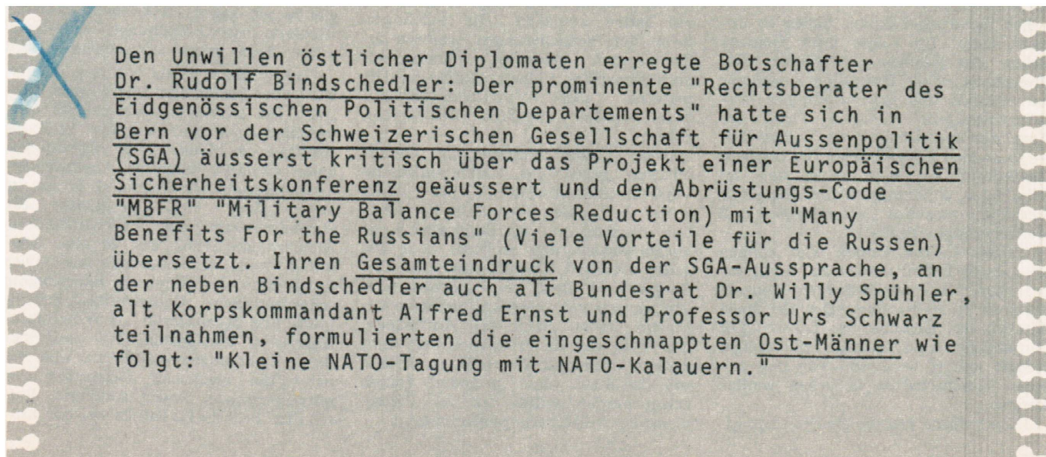 Den Unwillen östlicher Diplomaten erregte Botschafter
Dr. Rudolf Bindschedler: Der prominente "Rechtsberater des
Eidgenössischen Politischen Departements" hatte sich in
Bern vor der Schweizerischen Gesellschaft für Aussenpolitik
(SGA) äusserst kritisch über das Projekt einer Europäischen
Sicherheitskonferenz geäussert und den Abrüstungs-Code
"MBFR" "Military Balance Forces Reduction) mit "Many
Benefits For the Russians" (Viele Vorteile für die Russen)
übersetzt. Ihren Gesamteindruck von der SGA-Aussprache, an
der neben Bindschedler auch alt Bundesrat Dr. Willy Spühler,
alt Korpskommandant Alfred Ernst und Professor Urs Schwarz
teilnahmen, formulierten die eingeschnappten Ost-Männer wie
folgt: "Kleine NATO-Tagung mit NATO-Kalauern."